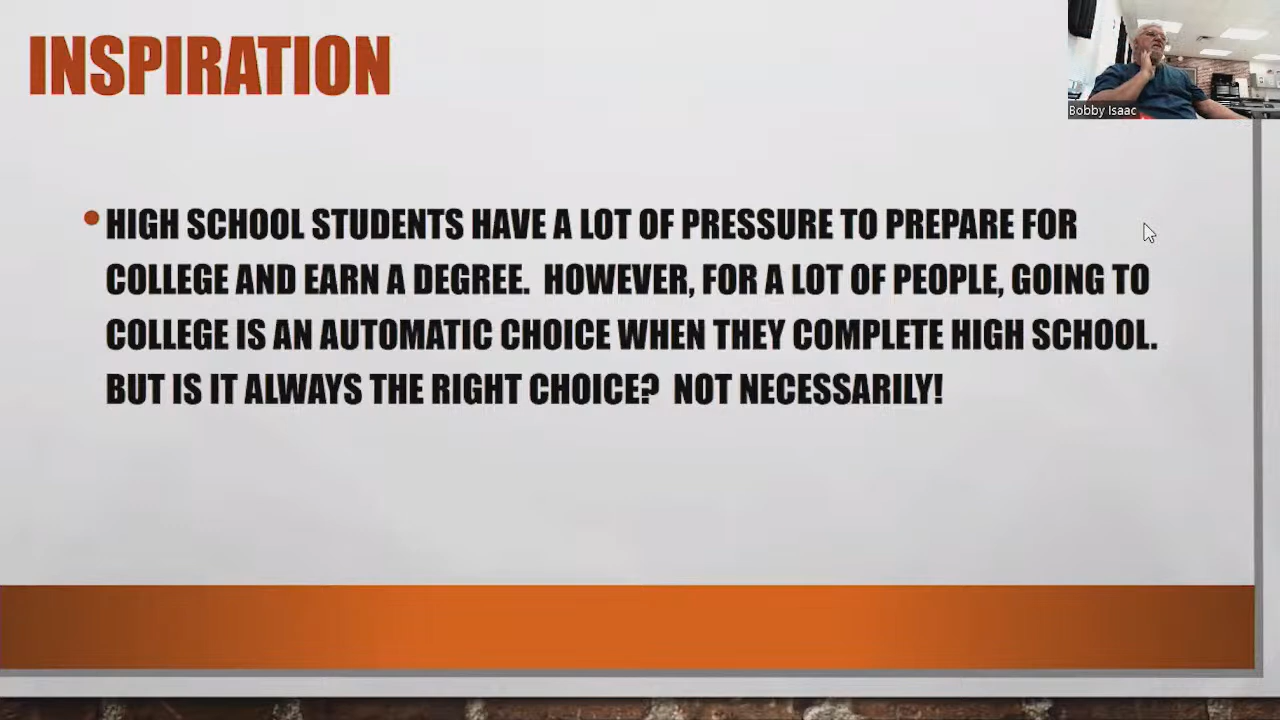 INSPIRATION
Bobby Isaac
• HIGH SCHOOL STUDENTS HAVE A LOT OF PRESSURE TO PREPARE FOR
COLLEGE AND EARN A DEGREE.  HOWEVER, FOR A LOT OF PEOPLE, GOING TO
COLLEGE IS AN AUTOMATIC CHOICE WHEN THEY COMPLETE HIGH SCHOOL.
BUT IS IT ALWAYS THE RIGHT CHOICE?  NOT NECESSARILY!